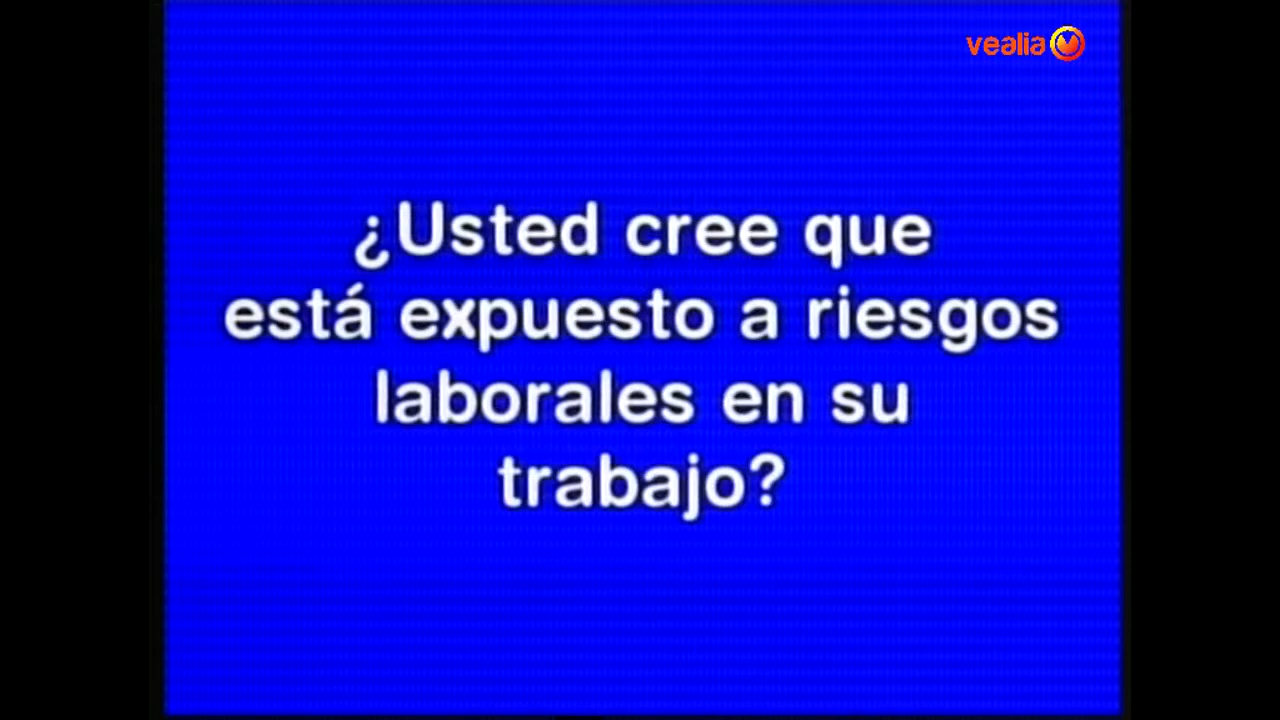 vealia
¿Usted cree que
está expuesto a riesgos
laborales en su
trabajo?